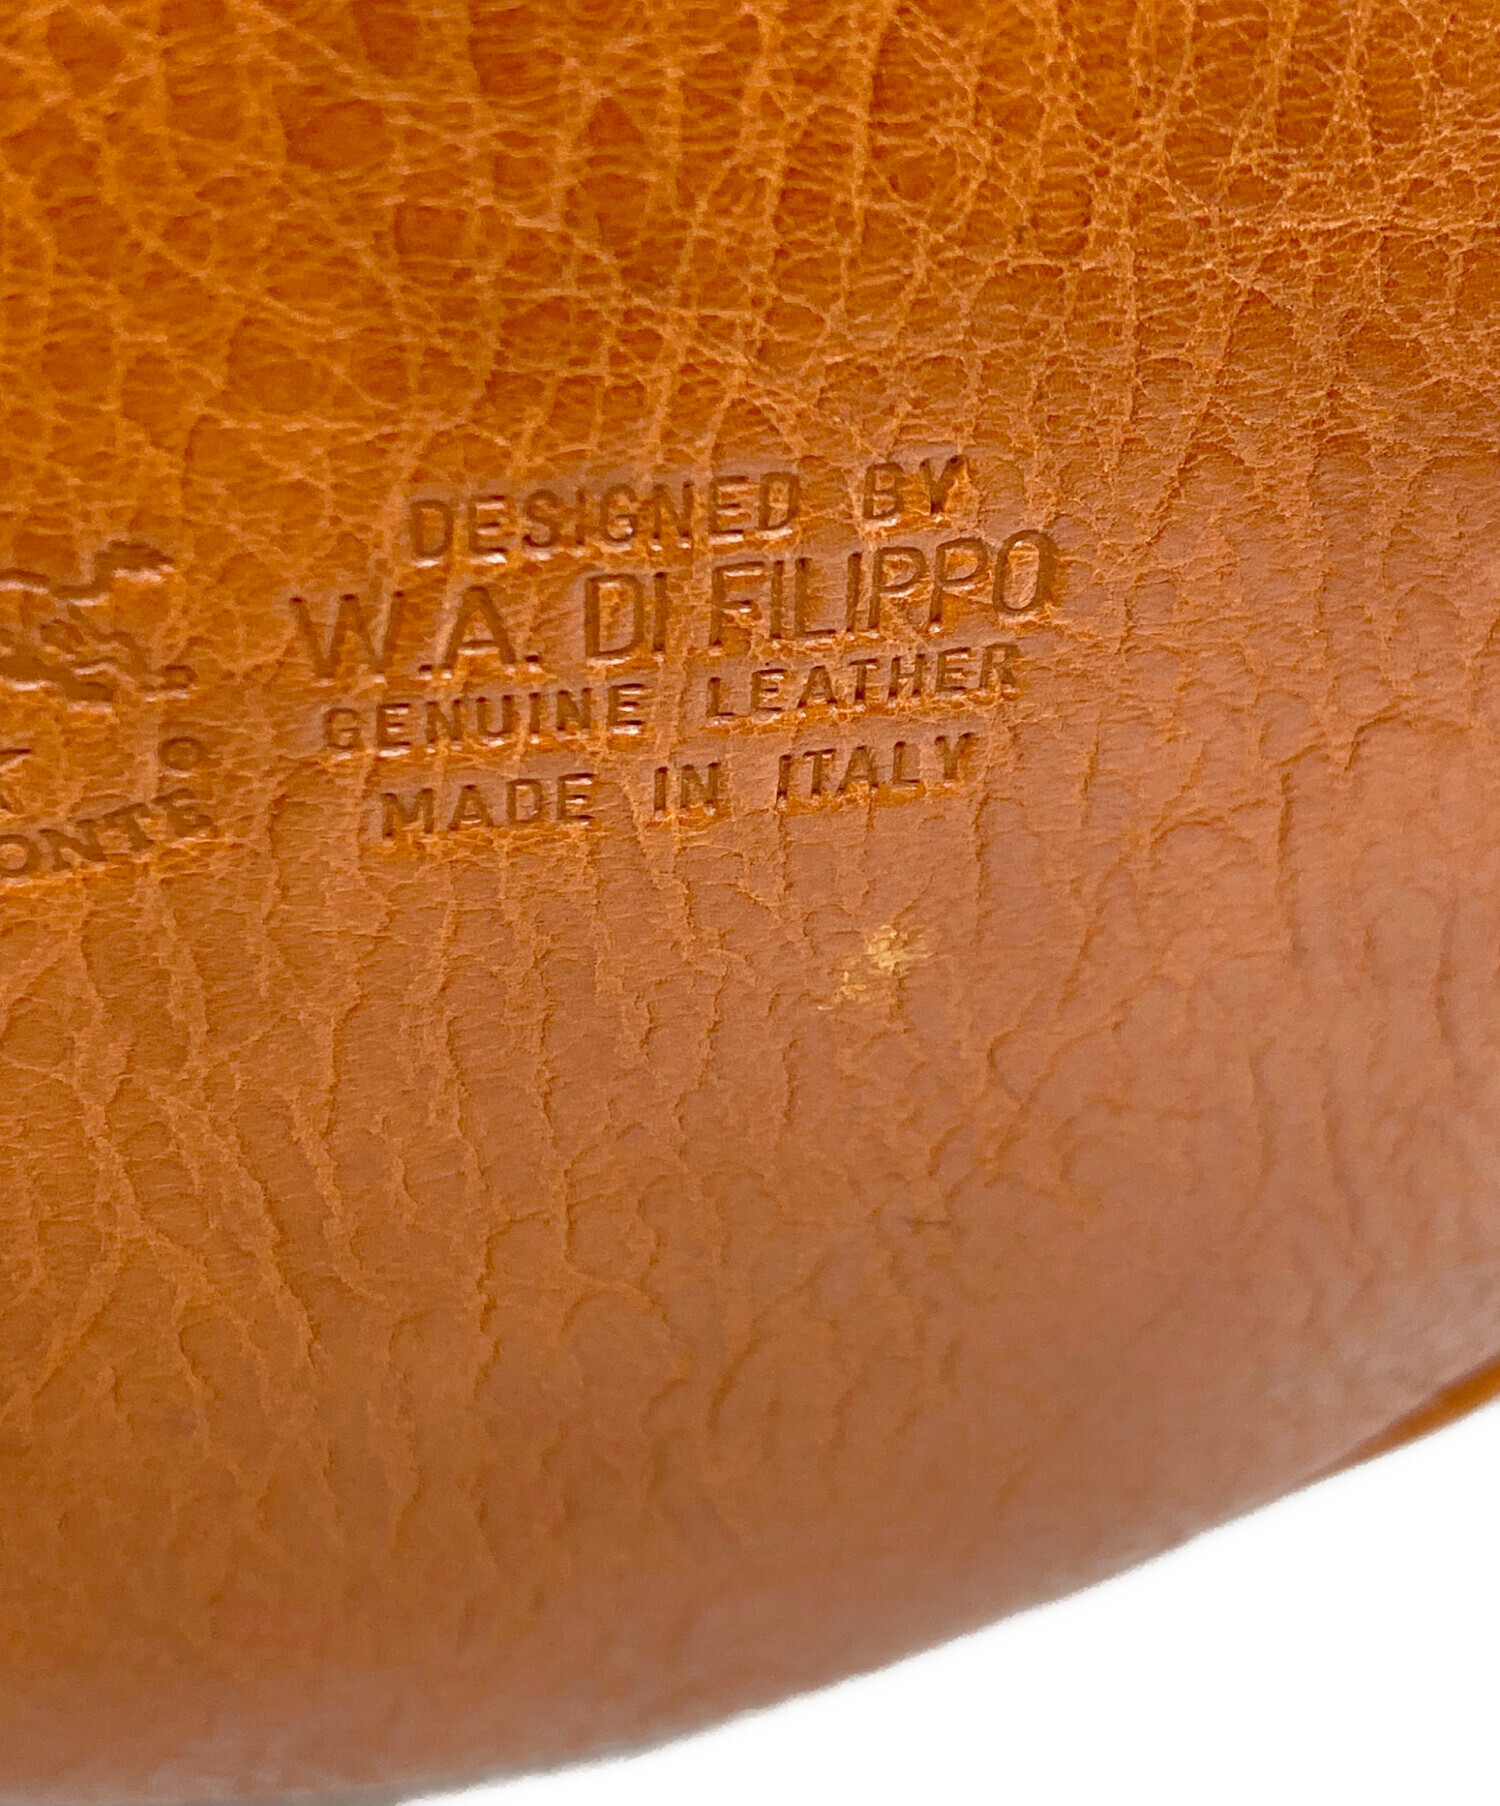 DESIGNED BY
W.A. DI FILIPPO
GENUINE LEATHER
MADE IN ITALY